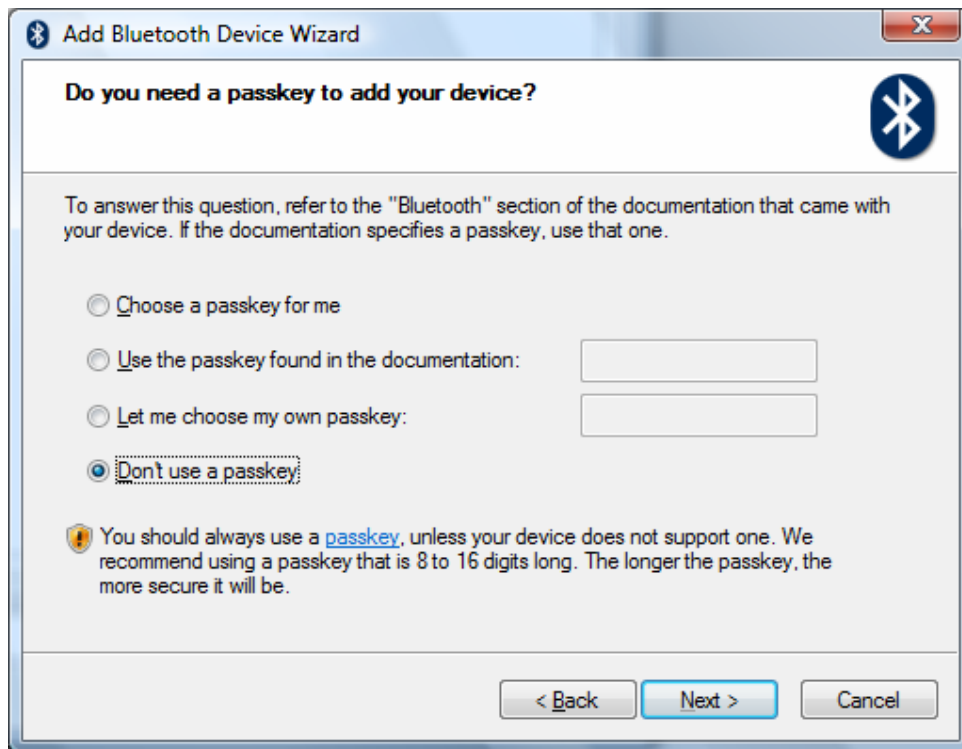 Add Bluetooth Device Wizard
Do you need a passkey to add your device?
To answer this question, refer to the "Bluetooth" section of the documentation that came with
your device. If the documentation specifies a passkey, use that one.
Choose a passkey for me
Use the passkey found in the documentation:
Let me choose my own passkey:
Don't use a passkey
You should always use a passkey, unless your device does not support one. We
recommend using a passkey that is 8 to 16 digits long. The longer the passkey, the
more secure it will be.
< Back Next > Cancel